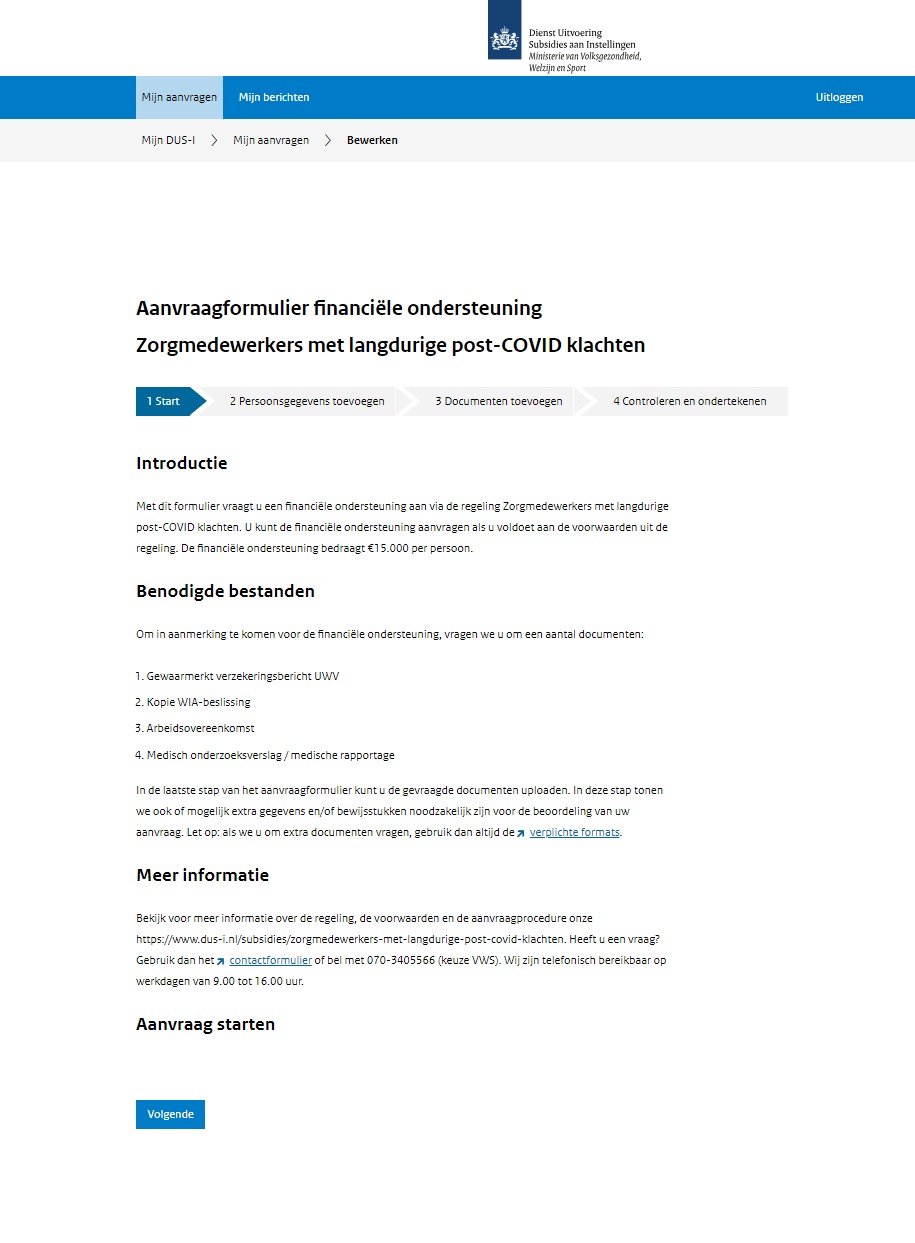 Dienst Uitvoering
Subsidies aan Instellingen
Ministerie van Volksgezondheid,
Welzijn en Sport
Mijn aanvragen
Mijn berichten
Uitloggen
Mijn DUS-I
Mijn aanvragen
Bewerken
Aanvraagformulier financiële ondersteuning
Zorgmedewerkers met langdurige post-COVID klachten
1 Start
2 Persoonsgegevens toevoegen
3 Documenten toevoegen
4 Controleren en ondertekenen
Introductie
Met dit formulier vraagt u een financiële ondersteuning aan via de regeling Zorgmedewerkers met langdurige
post-COVID klachten. U kunt de financiële ondersteuning aanvragen als u voldoet aan de voorwaarden uit de
regeling. De financiële ondersteuning bedraagt €15.000 per persoon.
Benodigde bestanden
Om in aanmerking te komen voor de financiële ondersteuning, vragen we u om een aantal documenten:
1. Gewaarmerkt verzekeringsbericht UWV
2. Kopie WIA-beslissing
3. Arbeidsovereenkomst
4. Medisch onderzoeksverslag / medische rapportage
In de laatste stap van het aanvraagformulier kunt u de gevraagde documenten uploaden. In deze stap tonen
we ook of mogelijk extra gegevens en/of bewijsstukken noodzakelijk zijn voor de beoordeling van uw
aanvraag. Let op: als we u om extra documenten vragen, gebruik dan altijd de verplichte formats.
Meer informatie
Bekijk voor meer informatie over de regeling, de voorwaarden en de aanvraagprocedure onze
https://www.dus-i.nl/subsidies/zorgmedewerkers-met-langdurige-post-covid-klachten. Heeft u een vraag?
Gebruik dan het contactformulier of bel met 070-3405566 (keuze VWS). Wij zijn telefonisch bereikbaar op
werkdagen van 9.00 tot 16.00 uur.
Aanvraag starten
Volgende